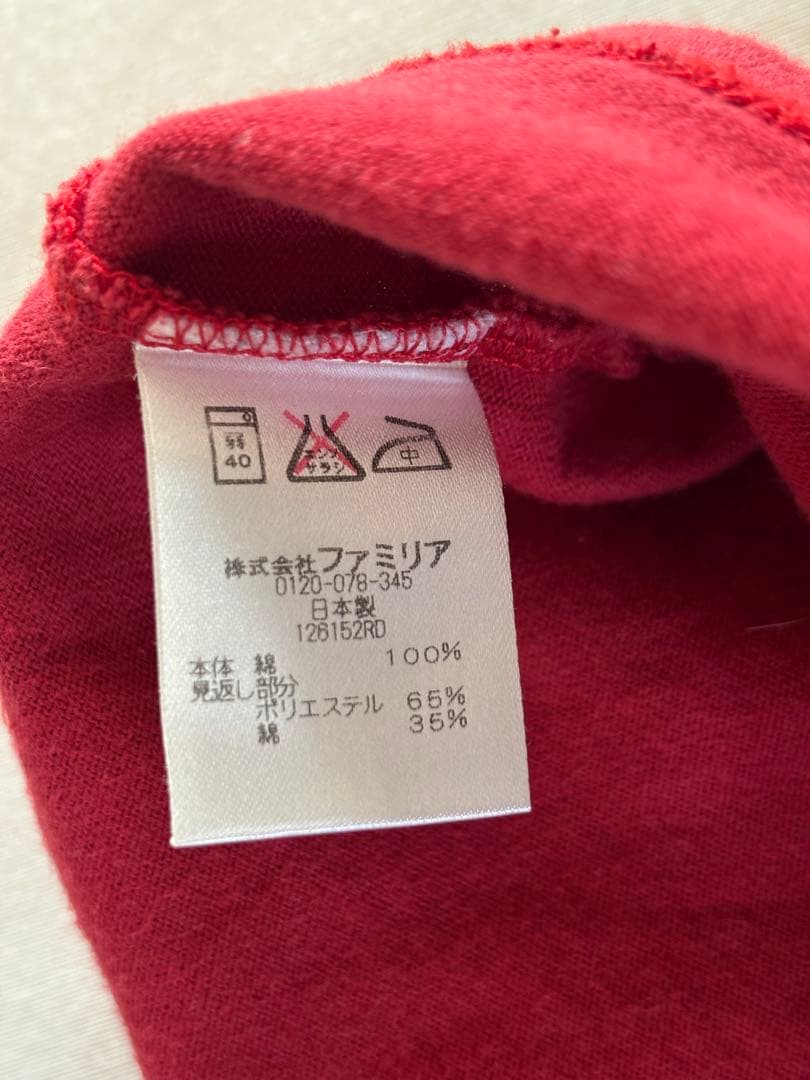 弱
40
エンソ
サラシ
中
株式会社ファミリア
0120-078-345
日本製
126152RD
本体 綿 100%
見返し部分
ポリエステル 65%
綿 35%